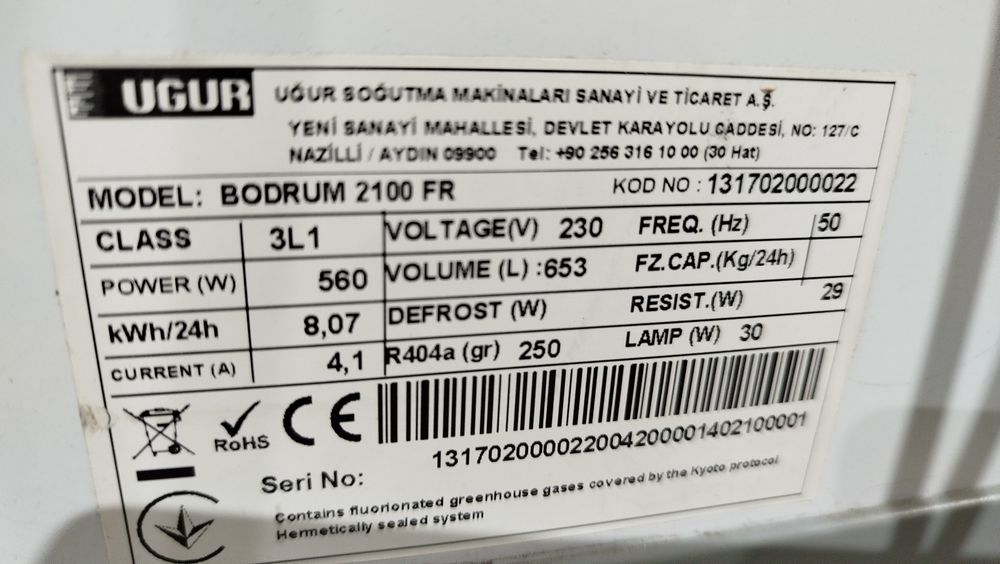 UĞUR
UĞUR SOĞUTMA MAKİNALARI SANAYİ VE TİCARET A.Ş.
YENİ SANAYİ MAHALLESİ, DEVLET KARAYOLU CADDESİ, NO: 127/C
NAZİLLİ / AYDIN 09900 Tel: +90 256 316 10 00 (30 Hat)
MODEL: BODRUM 2100 FR KOD NO : 131702000022
CLASS 3L1 VOLTAGE(V) 230 FREQ. (Hz) 50
POWER (W) 560 VOLUME (L) :653 FZ.CAP.(Kg/24h)
kWh/24h 8,07 DEFROST (W) RESIST.(W) 29
CURRENT (A) 4,1 R404a (gr) 250 LAMP (W) 30
RoHS CE
131702000022004200001402100001
Seri No:
Contains fluorionated greenhouse gases covered by the Kyoto protocol
Hermetically sealed system